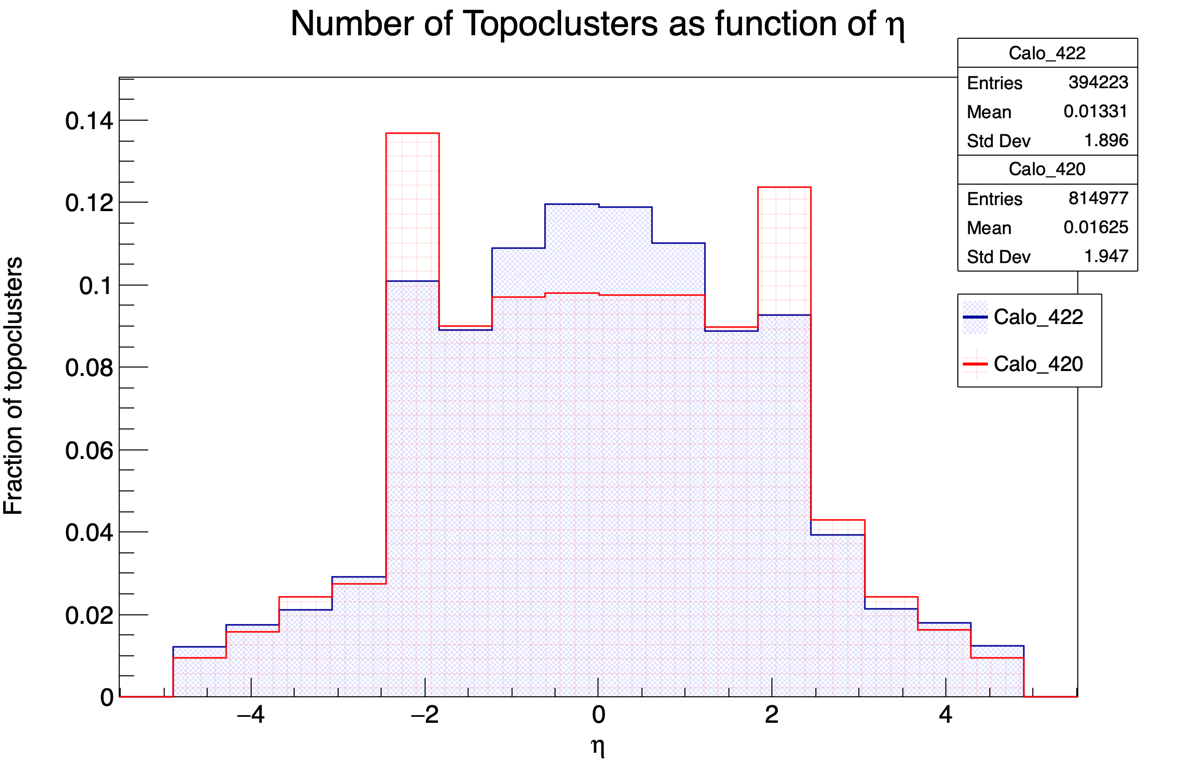 Number of Topoclusters as function of η
Calo_422
Entries 394223
Mean 0.01331
Std Dev 1.896
Calo_420
Entries 814977
Mean 0.01625
Std Dev 1.947
Calo_422
Calo_420
Fraction of topoclusters
0.14
0.12
0.1
0.08
0.06
0.04
0.02
0
−4 −2 0 2 4
η